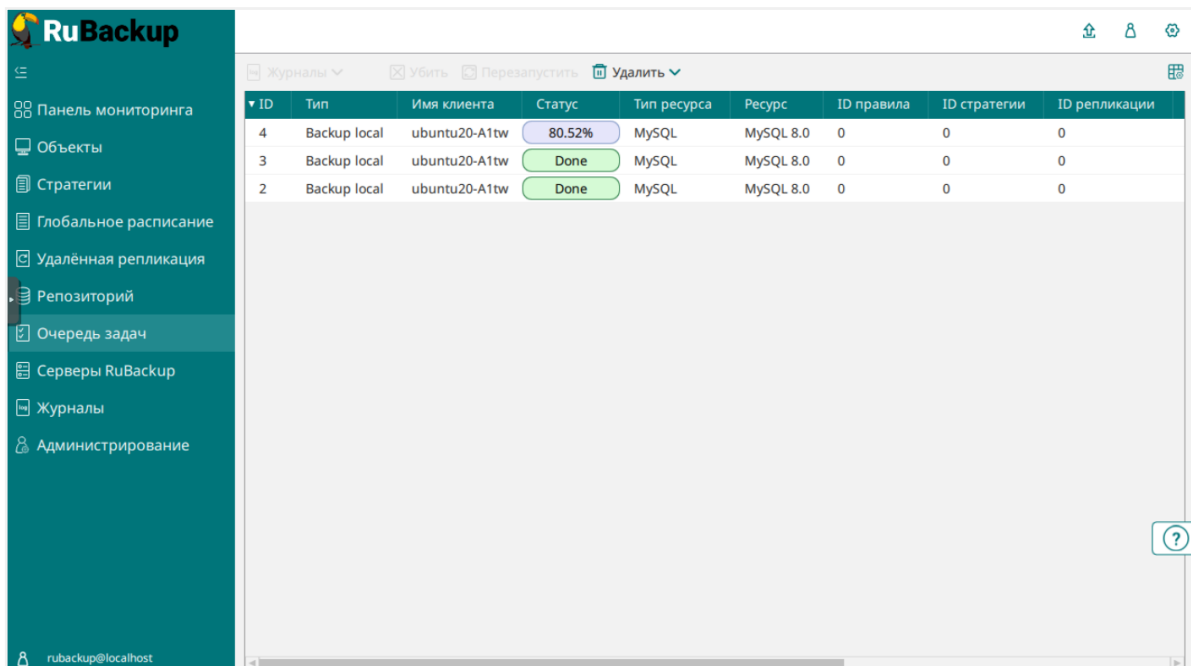 RuBackup
Журналы Убить Перезапустить Удалить
Панель мониторинга
Объекты
Стратегии
Глобальное расписание
Удалённая репликация
Репозиторий
Очередь задач
Серверы RuBackup
Журналы
Администрирование
rubackup@localhost
ID Тип Имя клиента Статус Тип ресурса Ресурс ID правила ID стратегии ID репликации
4 Backup local ubuntu20-A1tw 80.52% MySQL MySQL 8.0 0 0 0
3 Backup local ubuntu20-A1tw Done MySQL MySQL 8.0 0 0 0
2 Backup local ubuntu20-A1tw Done MySQL MySQL 8.0 0 0 0
?